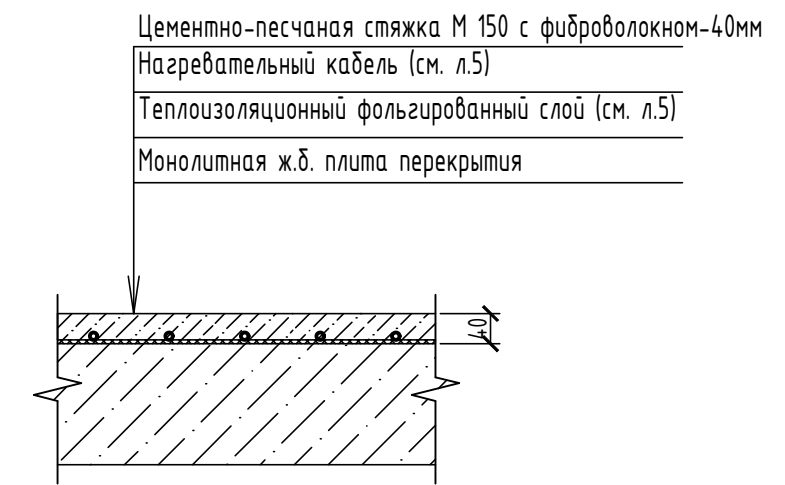 Цементно-песчаная стяжка М 150 с фиброволокном-40мм
Нагревательный кабель (см. л.5)
Теплоизоляционный фольгированный слой (см. л.5)
Монолитная ж.б. плита перекрытия
40